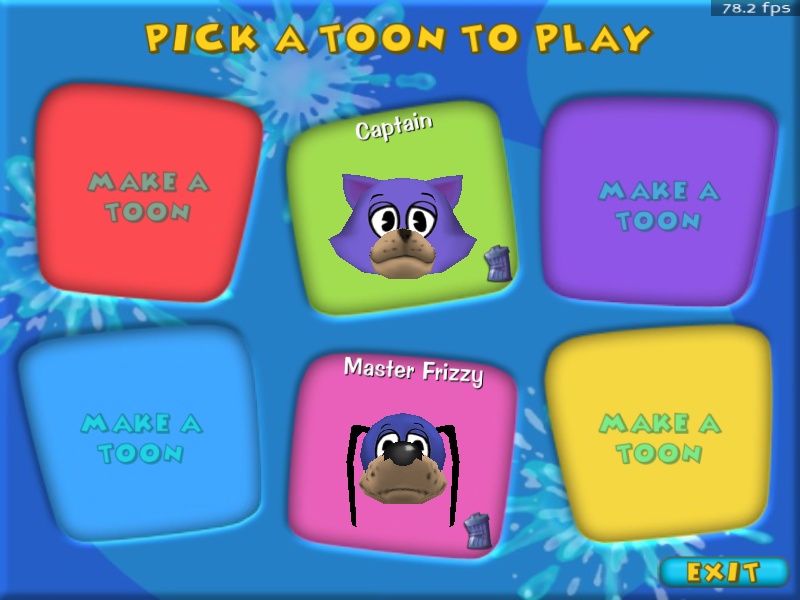 78.2 fps
PICK A TOON TO PLAY
MAKE A
TOON
Captain
MAKE A
TOON
MAKE A
TOON
Master Frizzy
MAKE A
TOON
EXIT